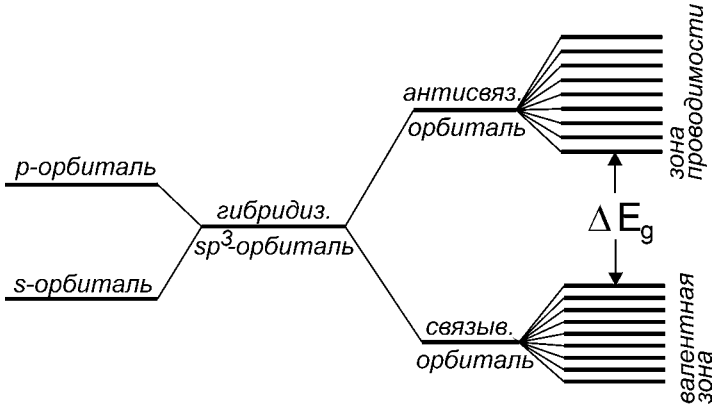 p-орбиталь
s-орбиталь
гибридиз.
sp³-орбиталь
антисвяз.
орбиталь
связыв.
орбиталь
зона
проводимости
ΔEg
валентная
зона